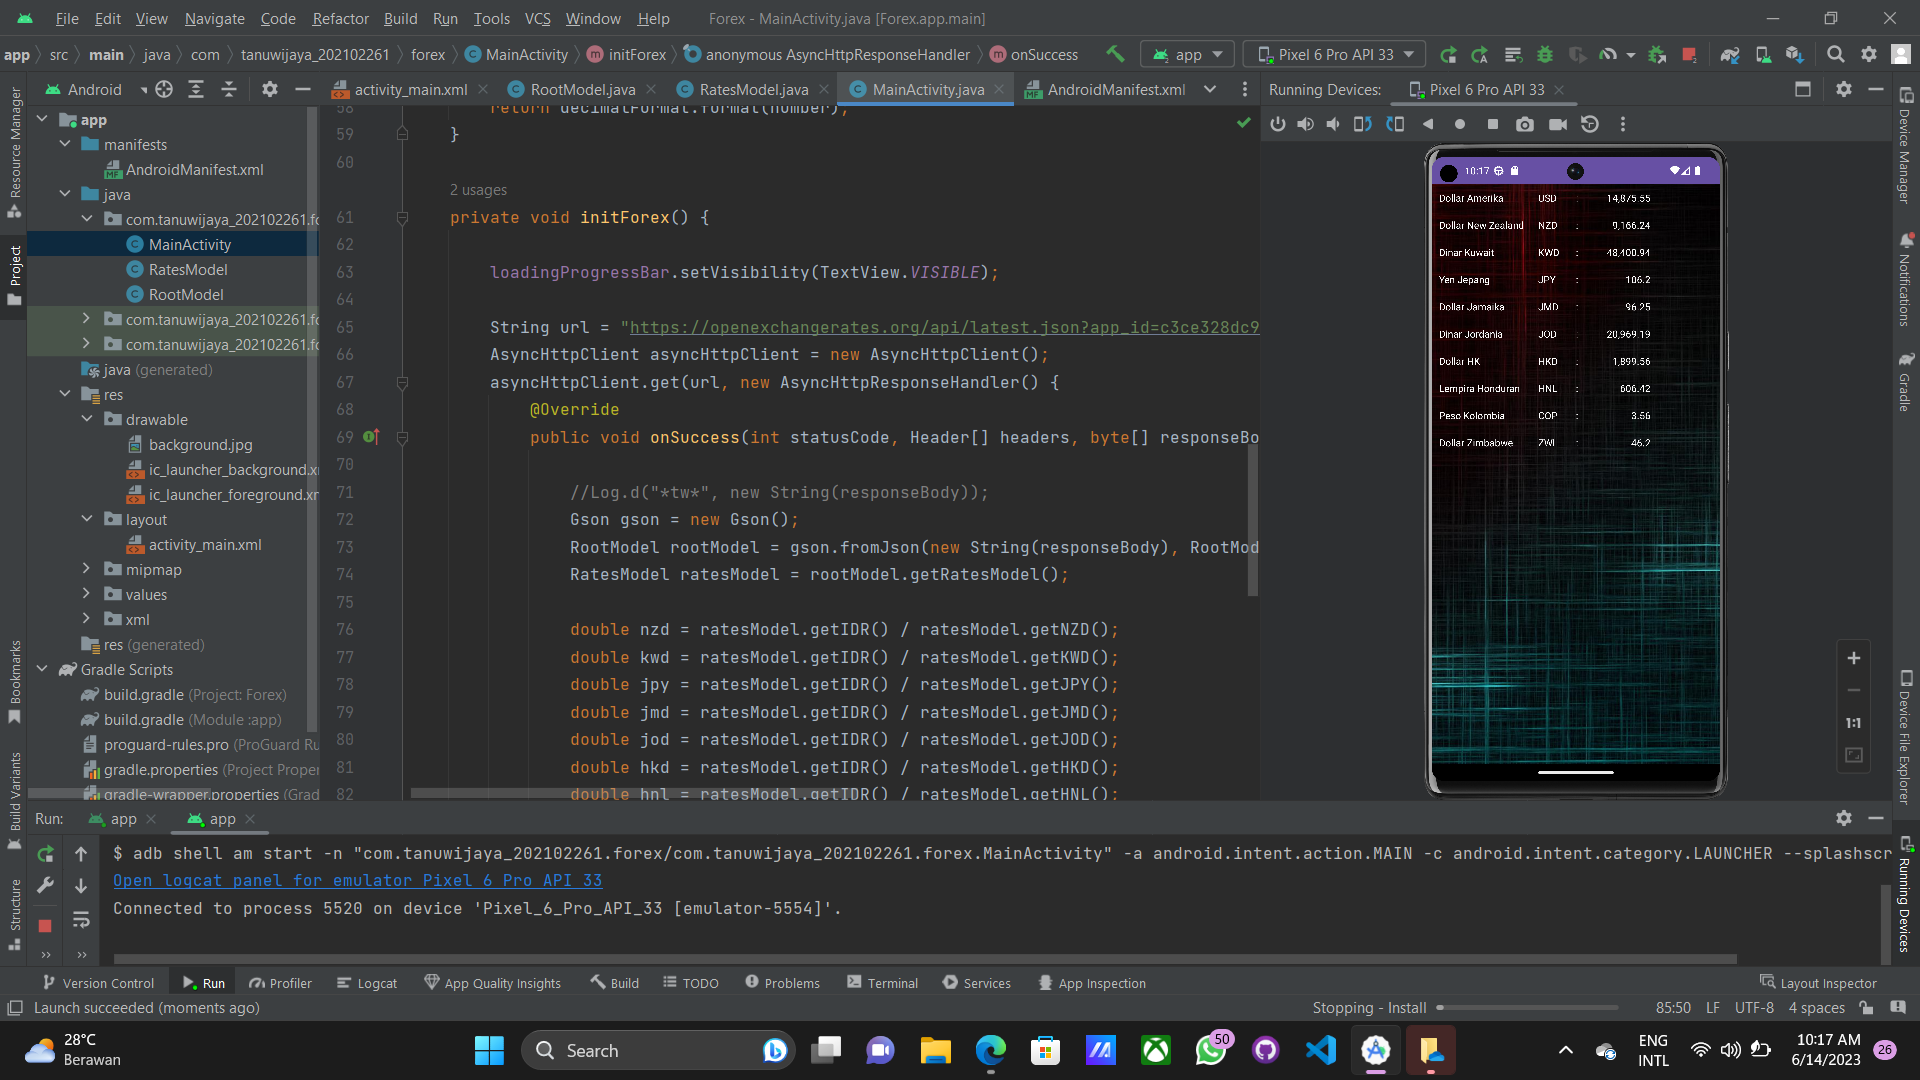 File Edit View Navigate Code Refactor Build Run Tools VCS Window Help Forex - MainActivity.java [Forex.app.main]
app src main java com tanuwijaya_202102261 forex MainActivity initForex anonymous AsyncHttpResponseHandler onSuccess app Pixel 6 Pro API 33
Android activity_main.xml RootModel.java RatesModel.java MainActivity.java AndroidManifest.xml Running Devices: Pixel 6 Pro API 33
Resource Manager
Project
Bookmarks
Build Variants
Structure
app
manifests
AndroidManifest.xml
java
com.tanuwijaya_202102261.fo
MainActivity
RatesModel
RootModel
com.tanuwijaya_202102261.fo
com.tanuwijaya_202102261.fo
java (generated)
res
drawable
background.jpg
ic_launcher_background.x
ic_launcher_foreground.xr
layout
activity_main.xml
mipmap
values
xml
res (generated)
Gradle Scripts
build.gradle (Project: Forex)
build.gradle (Module :app)
proguard-rules.pro (ProGuard Ru
gradle.properties (Project Proper
gradle-wrapper.properties (Grad
58 return decimalFormat.format(number);
59 }
60
2 usages
61 private void initForex() {
62
63 loadingProgressBar.setVisibility(TextView.VISIBLE);
64
65 String url = "https://openexchangerates.org/api/latest.json?app_id=c3ce328dc9
66 AsyncHttpClient asyncHttpClient = new AsyncHttpClient();
67 asyncHttpClient.get(url, new AsyncHttpResponseHandler() {
68 @Override
69 public void onSuccess(int statusCode, Header[] headers, byte[] responseBo
70
71 //Log.d("*tw*", new String(responseBody));
72 Gson gson = new Gson();
73 RootModel rootModel = gson.fromJson(new String(responseBody), RootMod
74 RatesModel ratesModel = rootModel.getRatesModel();
75
76 double nzd = ratesModel.getIDR() / ratesModel.getNZD();
77 double kwd = ratesModel.getIDR() / ratesModel.getKWD();
78 double jpy = ratesModel.getIDR() / ratesModel.getJPY();
79 double jmd = ratesModel.getIDR() / ratesModel.getJMD();
80 double jod = ratesModel.getIDR() / ratesModel.getJOD();
81 double hkd = ratesModel.getIDR() / ratesModel.getHKD();
82 double hnl = ratesModel.getIDR() / ratesModel.getHNL();
10:17
Dollar Amerika USD : 14,875.55
Dollar New Zealand NZD : 9,166.24
Dinar Kuwait KWD : 48,400.94
Yen Jepang JPY : 106.2
Dollar Jamaika JMD : 96.25
Dinar Jordania JOD : 20,969.19
Dollar HK HKD : 1,899.56
Lempira Honduran HNL : 606.42
Peso Kolombia COP : 3.56
Dollar Zimbabwe ZWL : 46.2
1:1
Device Manager
Notifications
Gradle
Device File Explorer
Running Devices
Run: app app
$ adb shell am start -n "com.tanuwijaya_202102261.forex/com.tanuwijaya_202102261.forex.MainActivity" -a android.intent.action.MAIN -c android.intent.category.LAUNCHER --splashscr
Open logcat panel for emulator Pixel 6 Pro API 33
Connected to process 5520 on device 'Pixel_6_Pro_API_33 [emulator-5554]'.
Version Control Run Profiler Logcat App Quality Insights Build TODO Problems Terminal Services App Inspection Layout Inspector
Launch succeeded (moments ago) Stopping - Install 85:50 LF UTF-8 4 spaces
28°C
Berawan
Search
50
ENG
INTL
10:17 AM
6/14/2023
26